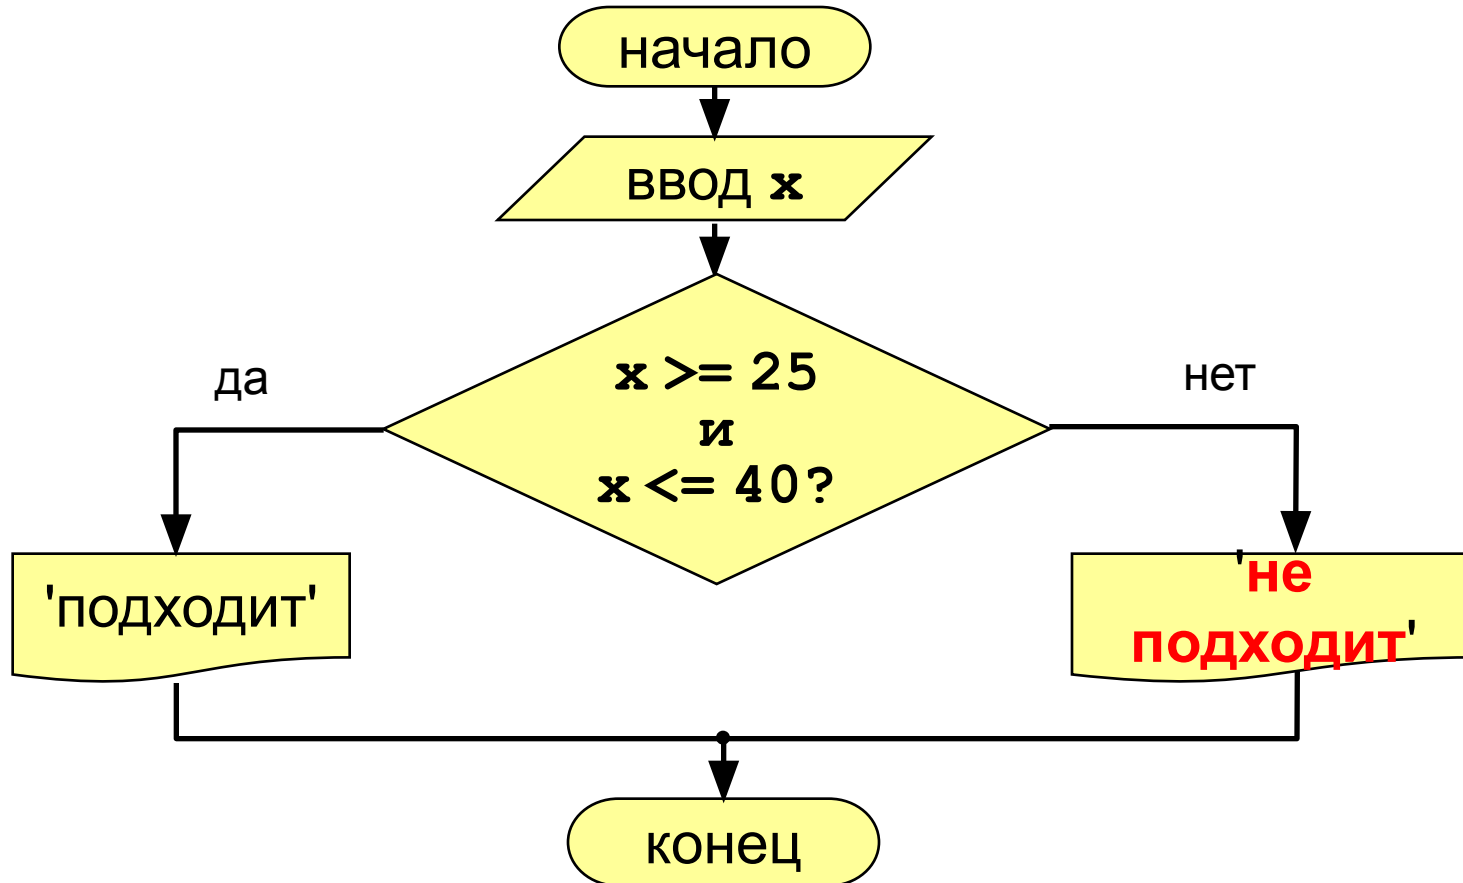 начало
ввод x
x >= 25
и
x <= 40?
да
нет
'подходит'
'не
подходит'
конец